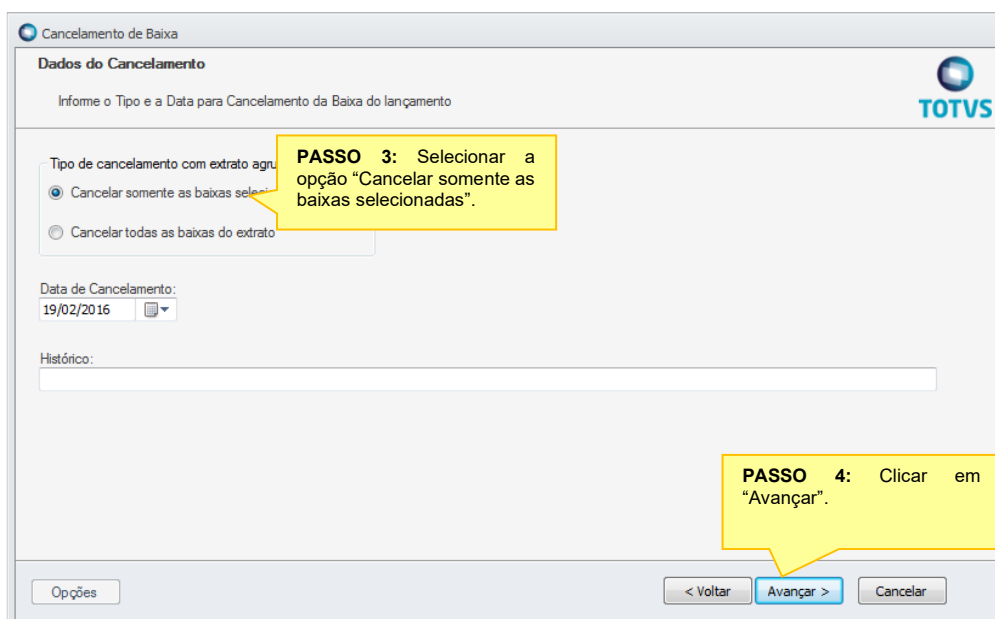 Cancelamento de Baixa
Dados do Cancelamento
Informe o Tipo e a Data para Cancelamento da Baixa do lançamento
TOTVS
Tipo de cancelamento com extrato
PASSO 3: Selecionar a
opção “Cancelar somente as
baixas selecionadas”.
Cancelar somente as baixas
Cancelar todas as baixas do extrato
Data de Cancelamento:
19/02/2016
Histórico:
PASSO 4: Clicar em
“Avançar”.
Opções
< Voltar
Avançar >
Cancelar